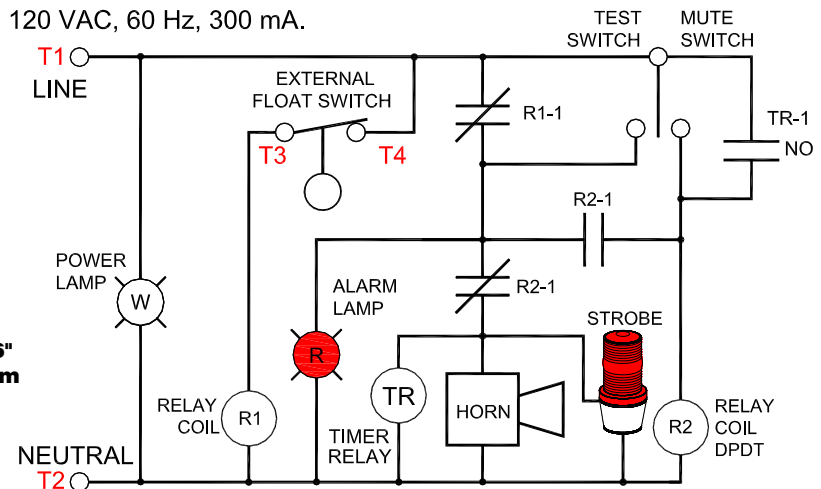 120 VAC, 60 Hz, 300 mA.
TEST
SWITCH
MUTE
SWITCH
T1
LINE
EXTERNAL
FLOAT SWITCH
R1-1
TR-1
NO
T3
T4
R2-1
POWER
LAMP
W
ALARM
LAMP
R2-1
STROBE
R
6"
m
RELAY
COIL
R1
TR
TIMER
RELAY
HORN
R2
RELAY
COIL
DPDT
NEUTRAL
T2